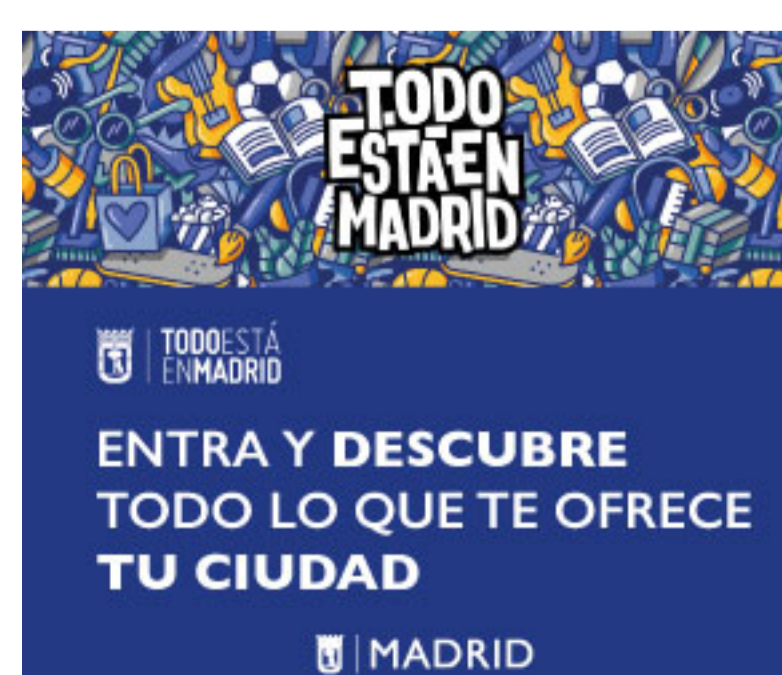 TODO
ESTÁ EN
MADRID
TODOESTÁ
ENMADRID
ENTRA Y DESCUBRE
TODO LO QUE TE OFRECE
TU CIUDAD
MADRID